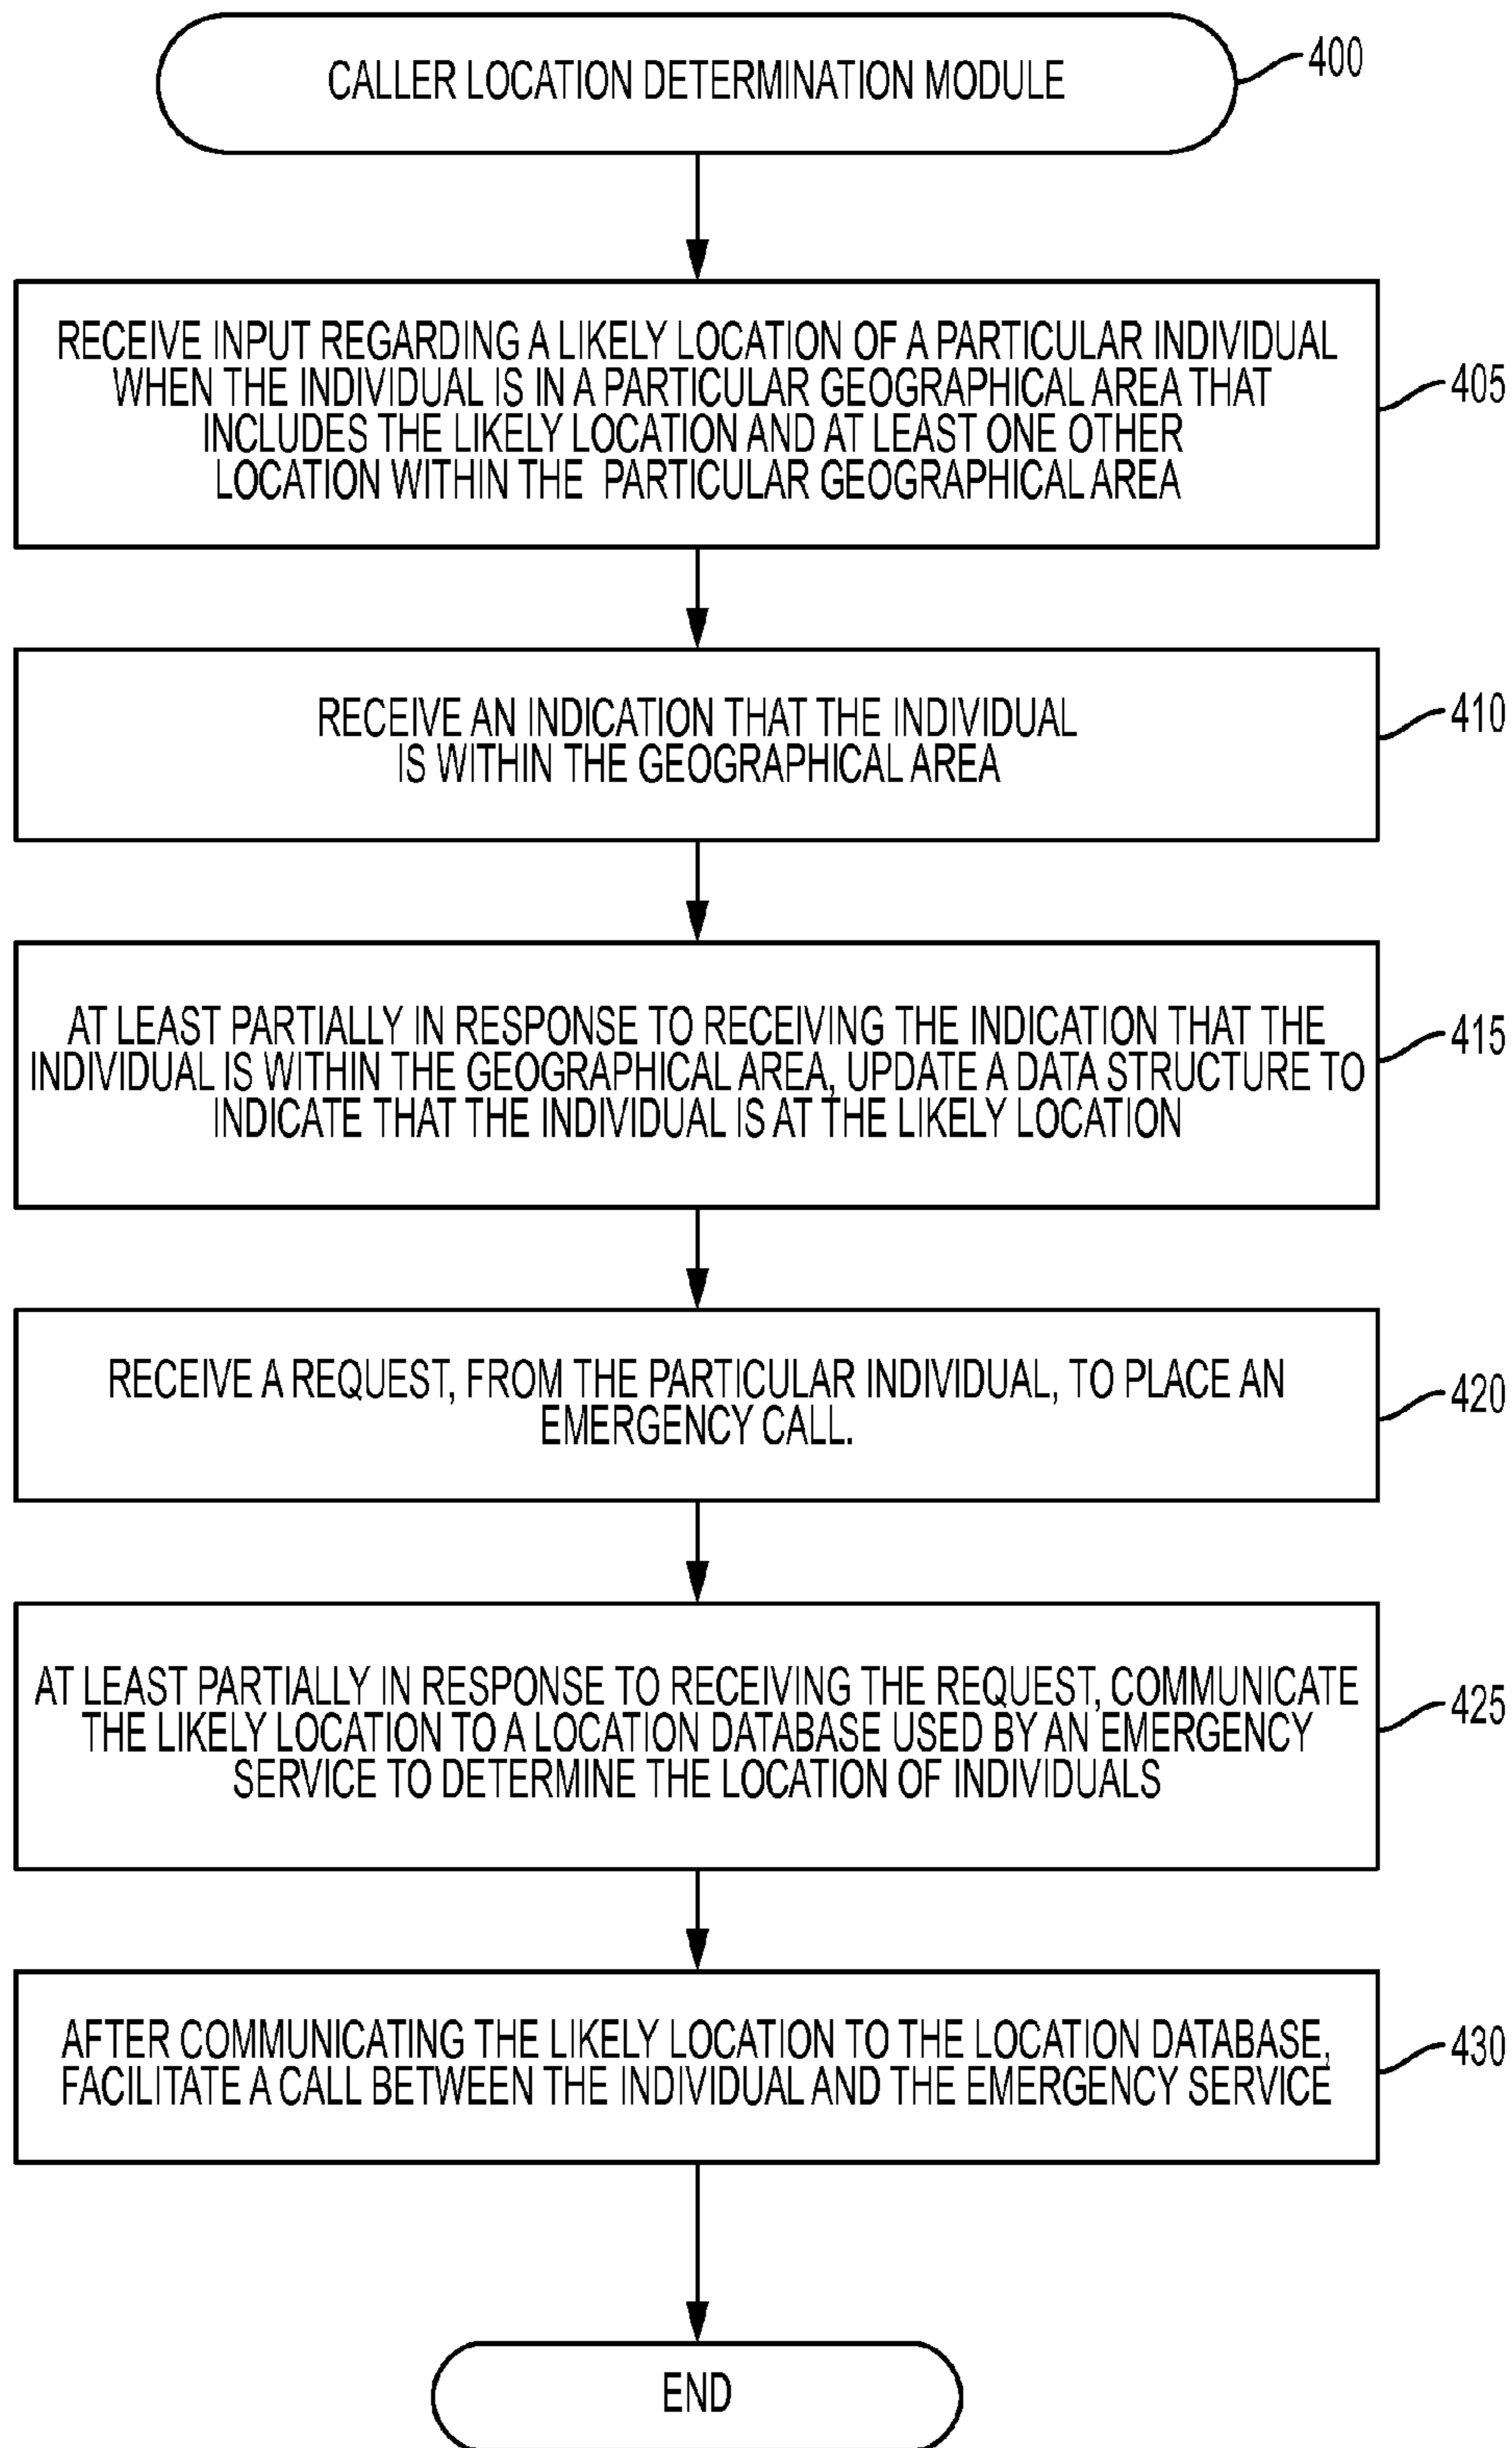 CALLER LOCATION DETERMINATION MODULE
400
RECEIVE INPUT REGARDING A LIKELY LOCATION OF A PARTICULAR INDIVIDUAL
WHEN THE INDIVIDUAL IS IN A PARTICULAR GEOGRAPHICAL AREA THAT
INCLUDES THE LIKELY LOCATION AND AT LEAST ONE OTHER
LOCATION WITHIN THE PARTICULAR GEOGRAPHICAL AREA
405
RECEIVE AN INDICATION THAT THE INDIVIDUAL
IS WITHIN THE GEOGRAPHICAL AREA
410
AT LEAST PARTIALLY IN RESPONSE TO RECEIVING THE INDICATION THAT THE
INDIVIDUAL IS WITHIN THE GEOGRAPHICAL AREA, UPDATE A DATA STRUCTURE TO
INDICATE THAT THE INDIVIDUAL IS AT THE LIKELY LOCATION
415
RECEIVE A REQUEST, FROM THE PARTICULAR INDIVIDUAL, TO PLACE AN
EMERGENCY CALL.
420
AT LEAST PARTIALLY IN RESPONSE TO RECEIVING THE REQUEST, COMMUNICATE
THE LIKELY LOCATION TO A LOCATION DATABASE USED BY AN EMERGENCY
SERVICE TO DETERMINE THE LOCATION OF INDIVIDUALS
425
AFTER COMMUNICATING THE LIKELY LOCATION TO THE LOCATION DATABASE,
FACILITATE A CALL BETWEEN THE INDIVIDUAL AND THE EMERGENCY SERVICE
430
END